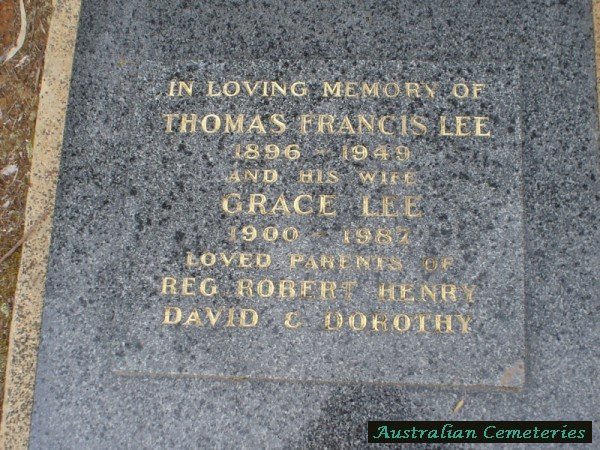 IN LOVING MEMORY OF
THOMAS FRANCIS LEE
1896 - 1949
AND HIS WIFE
GRACE LEE
1900 - 1987
LOVED PARENTS OF
REG ROBERT HENRY
DAVID & DOROTHY
Australian Cemeteries